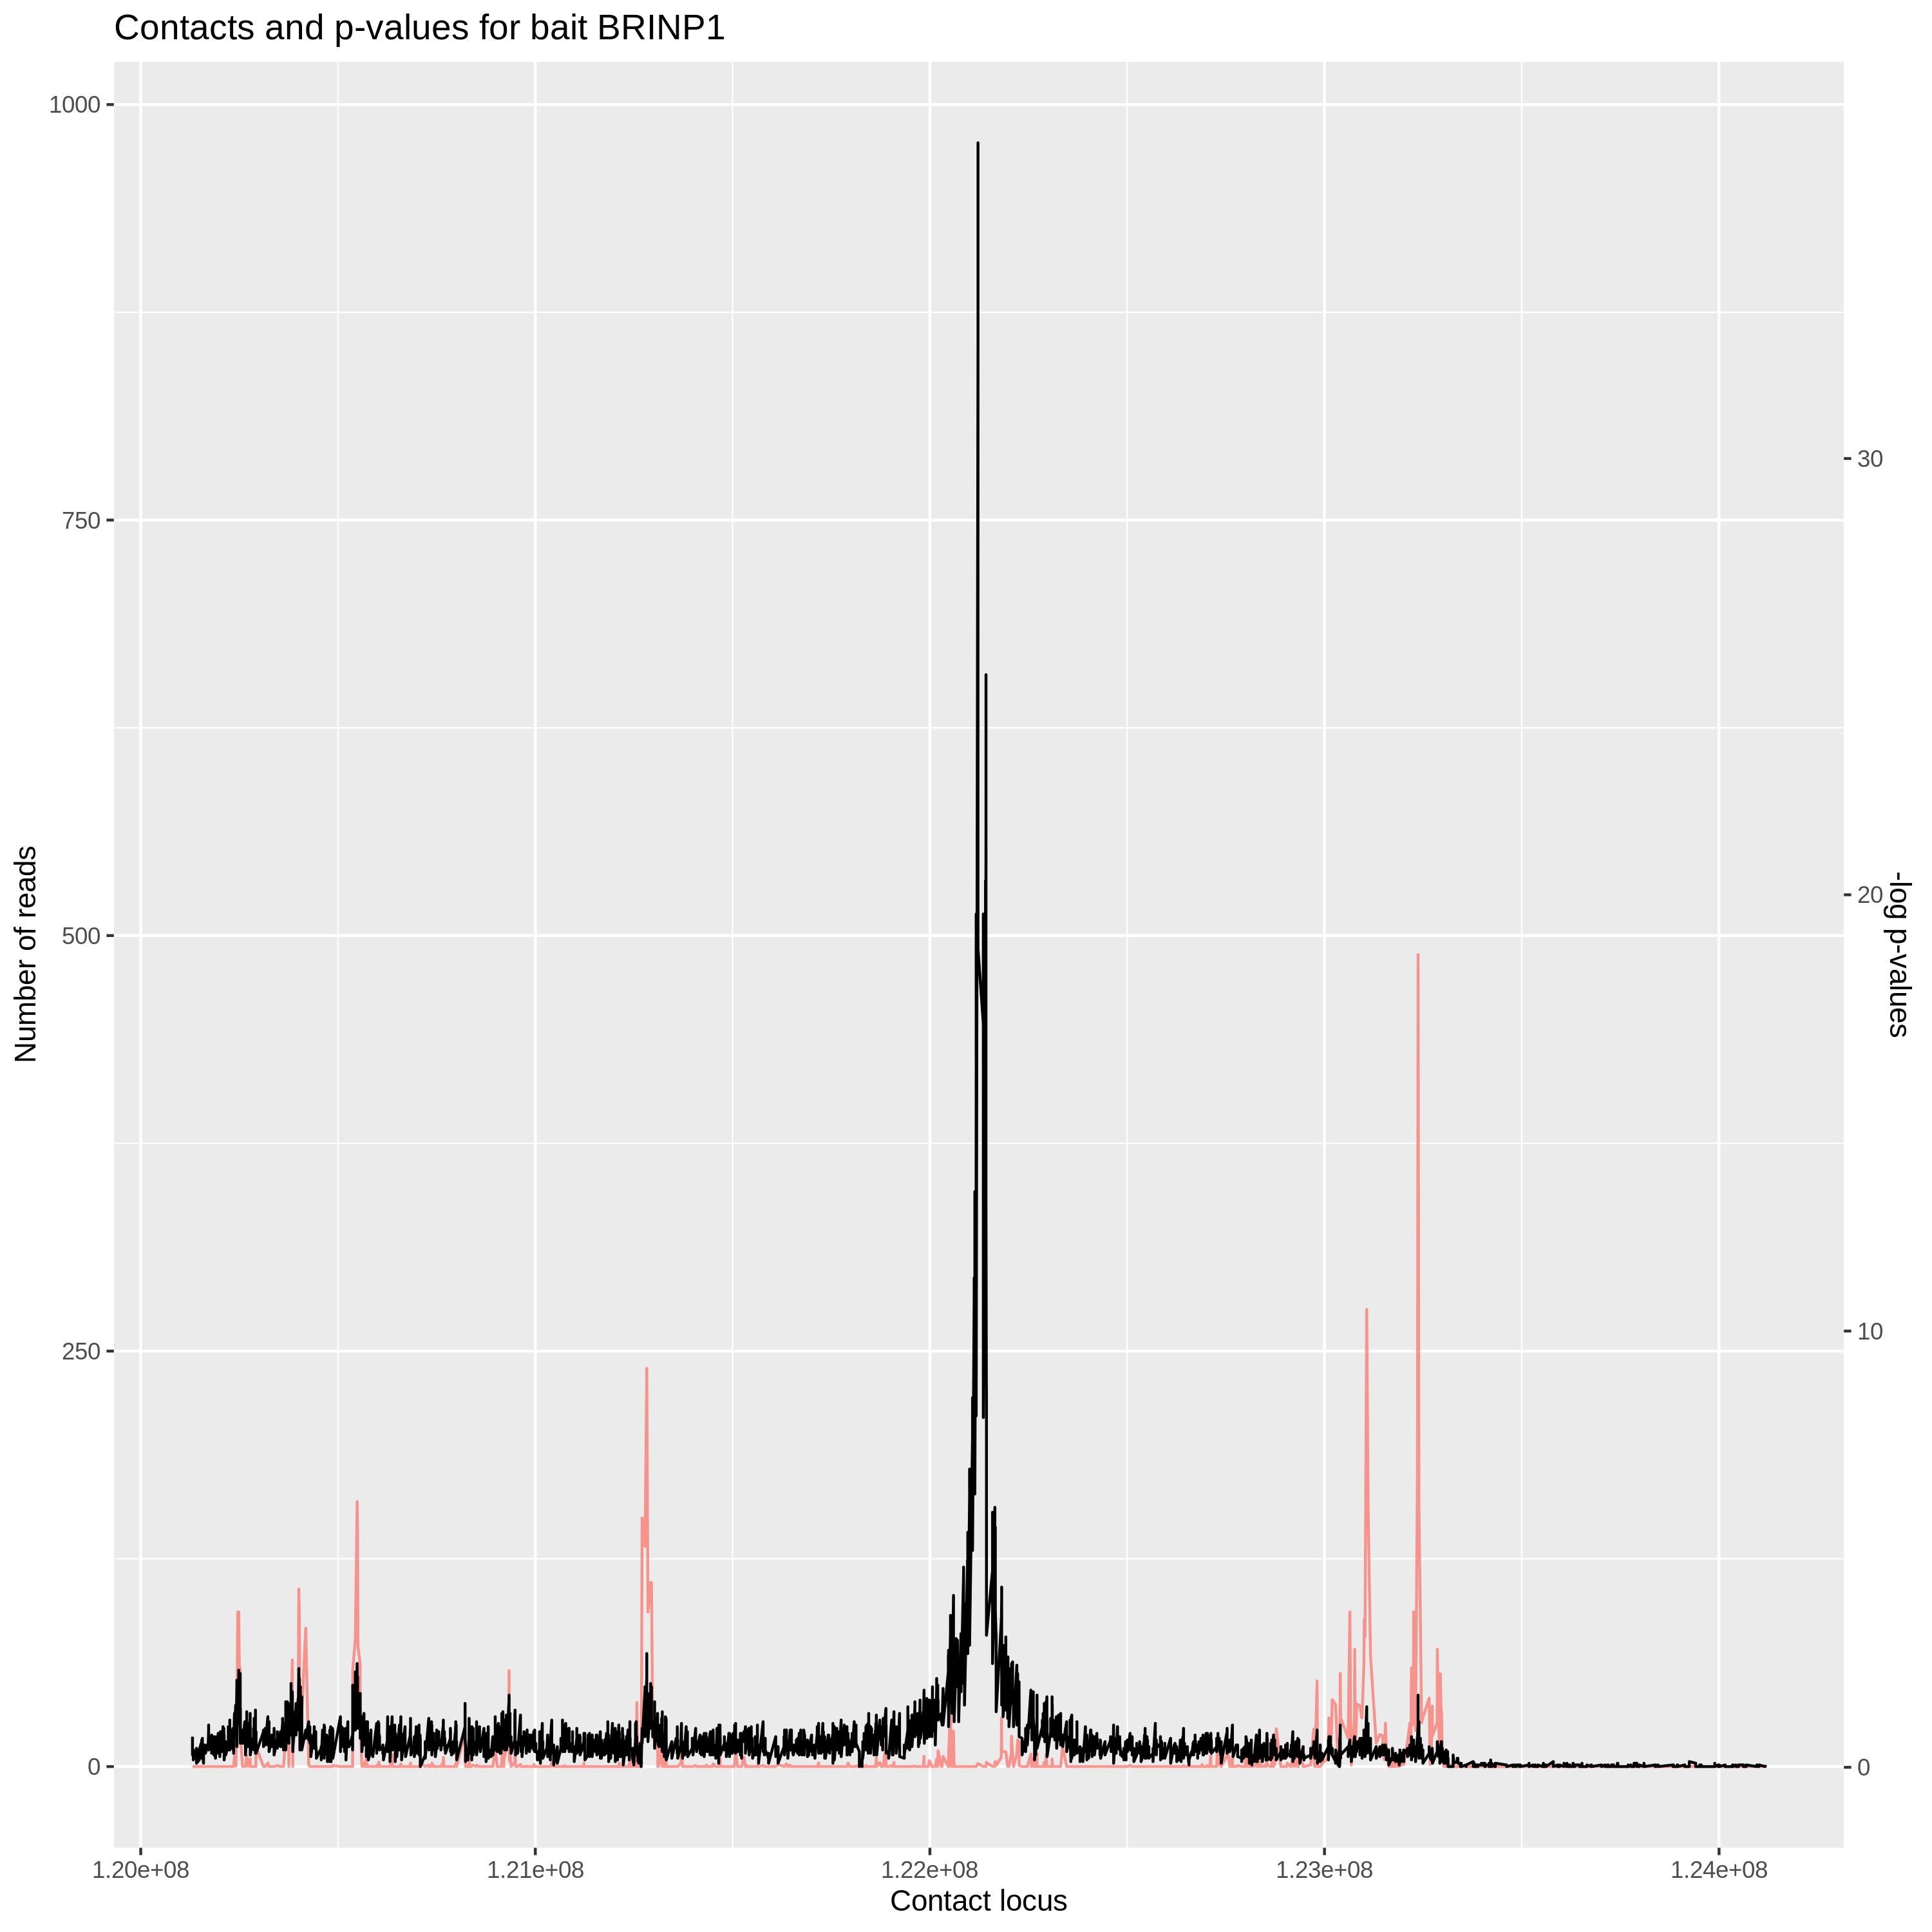 Contacts and p-values for bait BRINP1
1000
750
500
250
0
Number of reads
30
20
10
0
-log p-values
1.20e+08
1.21e+08
1.22e+08
1.23e+08
1.24e+08
Contact locus